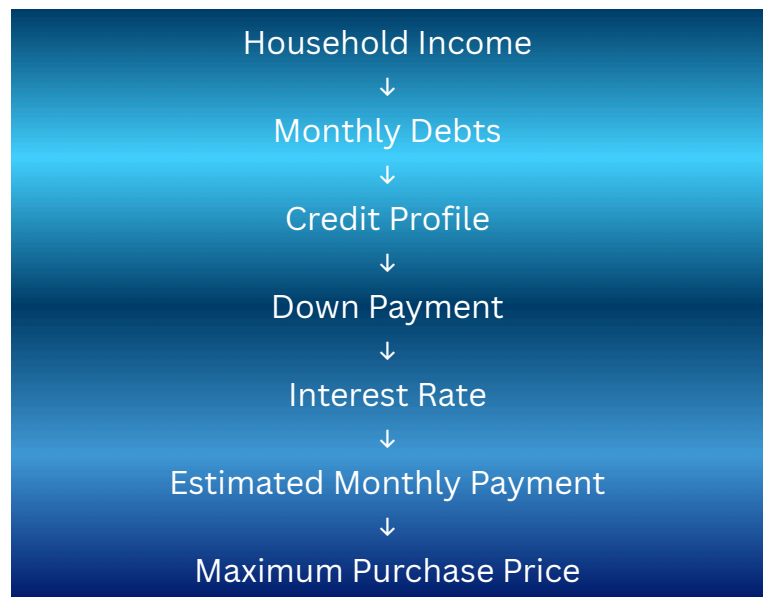 Household Income
↓
Monthly Debts
↓
Credit Profile
↓
Down Payment
↓
Interest Rate
↓
Estimated Monthly Payment
↓
Maximum Purchase Price